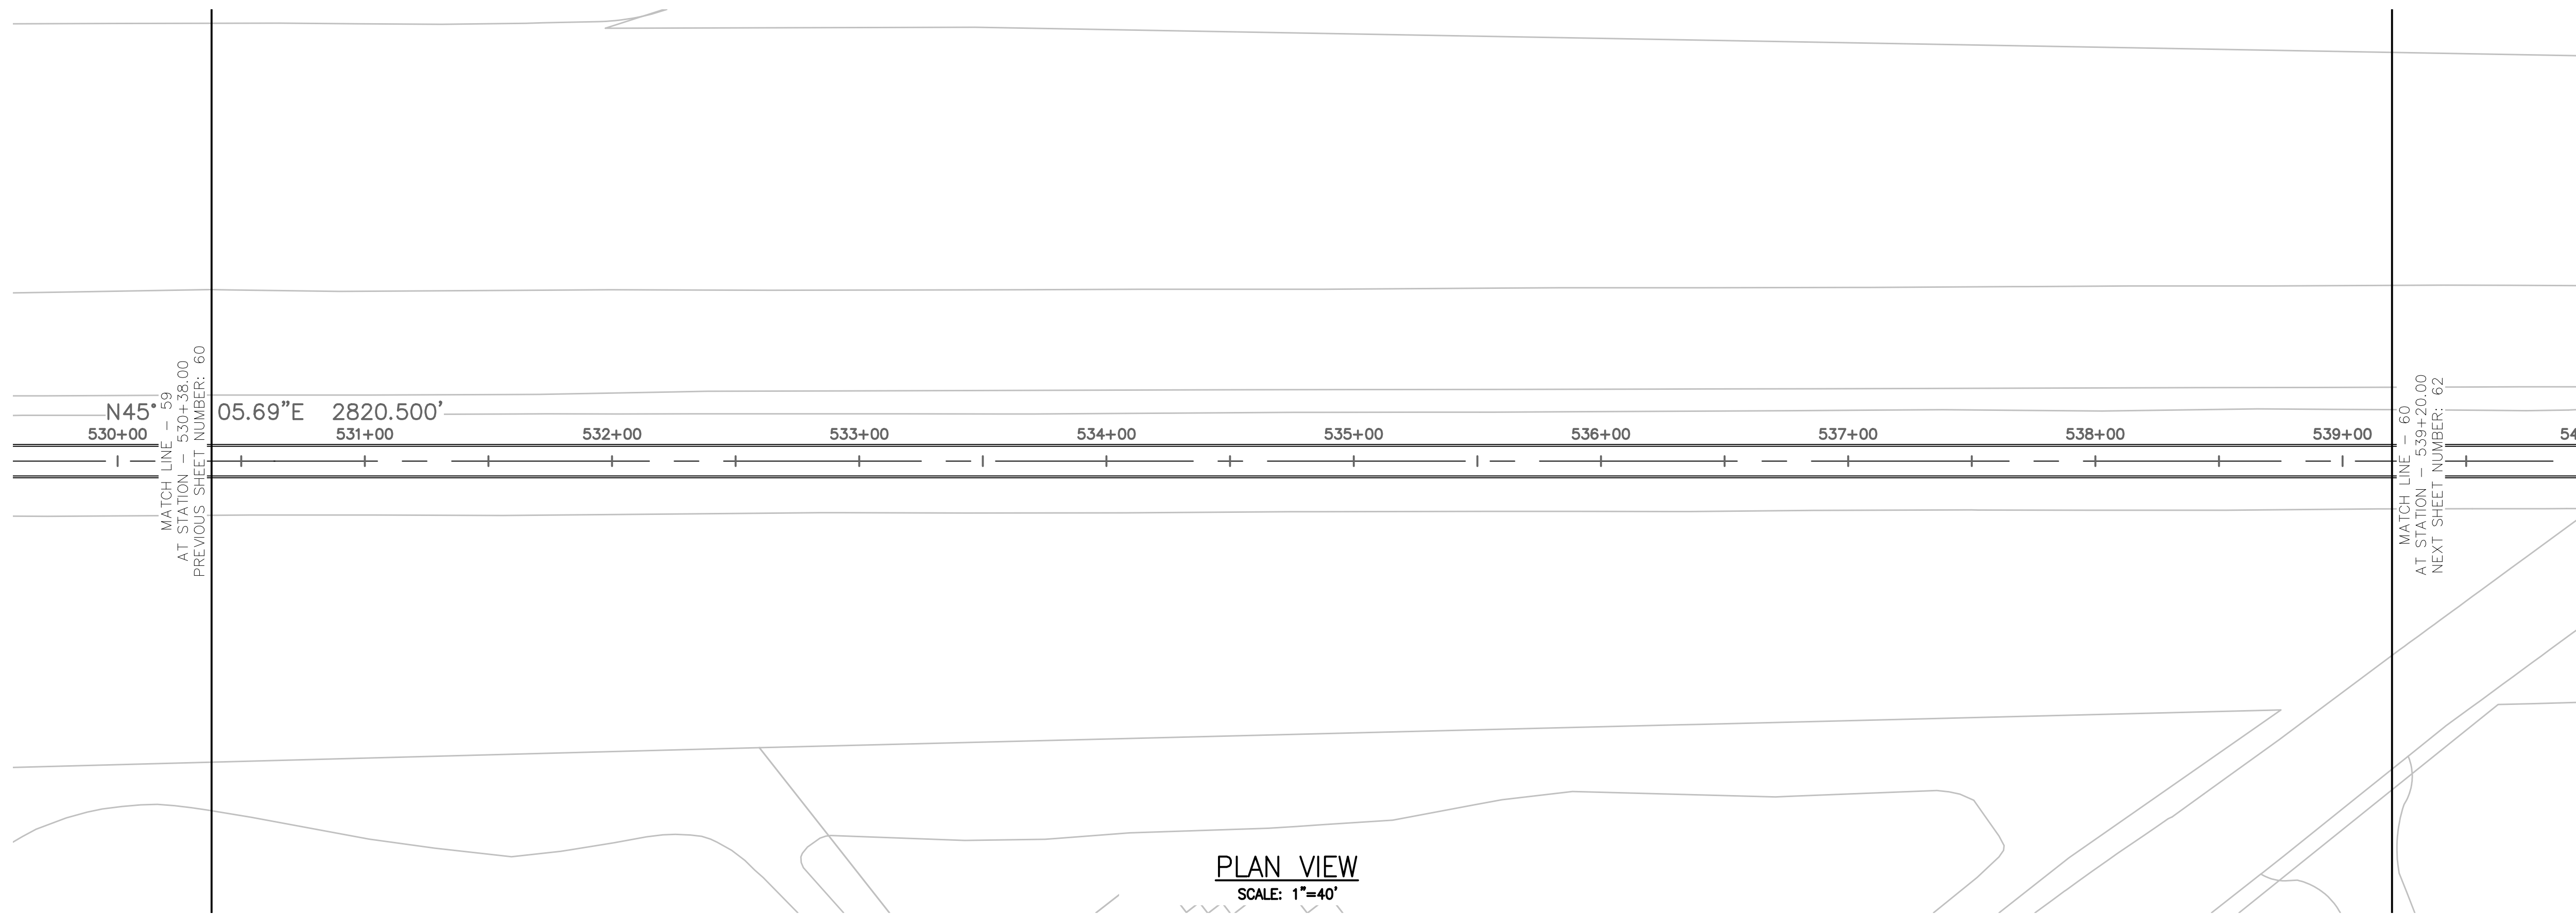 MATCH LINE - 59
AT STATION - 530+38.00
PREVIOUS SHEET NUMBER: 60
N45° 05.69"E 2820.500'
530+00 531+00 532+00 533+00 534+00 535+00 536+00 537+00 538+00 539+00 54
MATCH LINE - 60
AT STATION - 539+20.00
NEXT SHEET NUMBER: 62
PLAN VIEW
SCALE: 1"=40'